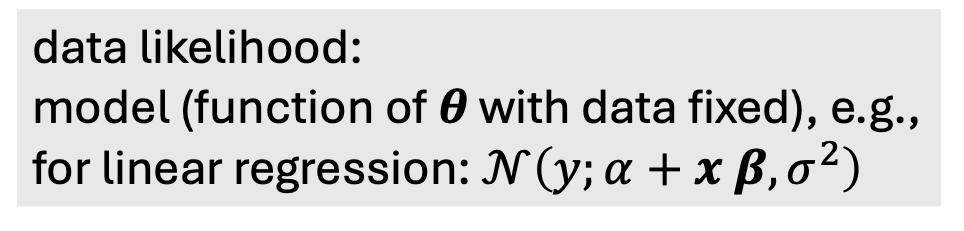 data likelihood:
model (function of 𝜽 with data fixed), e.g.,
for linear regression: 𝒩(y; α + 𝒙 𝜷, σ²)